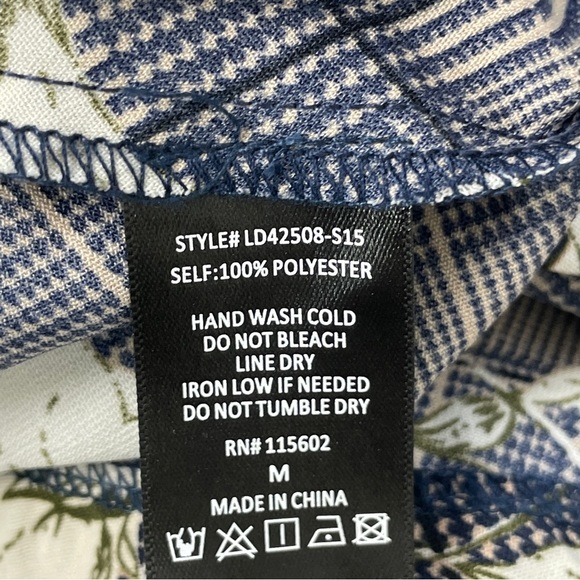 STYLE# LD42508-S15
SELF:100% POLYESTER
HAND WASH COLD
DO NOT BLEACH
LINE DRY
IRON LOW IF NEEDED
DO NOT TUMBLE DRY
RN# 115602
M
MADE IN CHINA